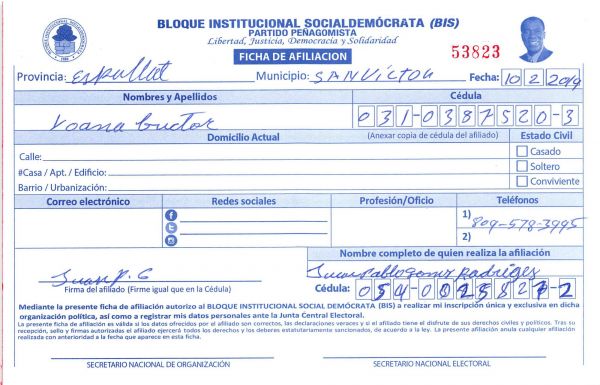 BLOQUE INSTITUCIONAL SOCIALDEMÓCRATA (BIS)
PARTIDO PEÑAGOMISTA
Libertad, Justicia, Democracia y Solidaridad
FICHA DE AFILIACION
53823
Provincia: Espaillat Municipio: SAN VICTOR Fecha: 10 2 2019
Nombres y Apellidos Cédula
031-0387520-3
Domicilio Actual (Anexar copia de cédula del afiliado) Estado Civil
Calle: Casado
#Casa / Apt. / Edificio: Soltero
Barrio / Urbanización: Conviviente
Correo electrónico Redes sociales Profesión/Oficio Teléfonos
1) 809-578-3995
2)
Nombre completo de quien realiza la afiliación
Juan P. G Juan Pablo Gomez Rodriguez
Firma del afiliado (Firme igual que en la Cédula) Cédula: 054-0025827-2
Mediante la presente ficha de afiliación autorizo al BLOQUE INSTITUCIONAL SOCIAL DEMÓCRATA (BIS) a realizar mi inscripción única y exclusiva en dicha
organización política, así como a registrar mis datos personales ante la Junta Central Electoral.
La presente ficha de afiliación es válida si los datos ofrecidos por el afiliado son correctos, las declaraciones veraces y si el afiliado tiene el disfrute de sus derechos civiles y políticos. Tras su
recepción, sello y firmas autorizadas el afiliado ejercerá todos los derechos y los deberes estatutariamente sancionados, de acuerdo a la ley. La presente afiliación anula cualquier afiliación
realizada con anterioridad a la fecha que aparece en esta ficha.
SECRETARIO NACIONAL DE ORGANIZACIÓN SECRETARIO NACIONAL ELECTORAL